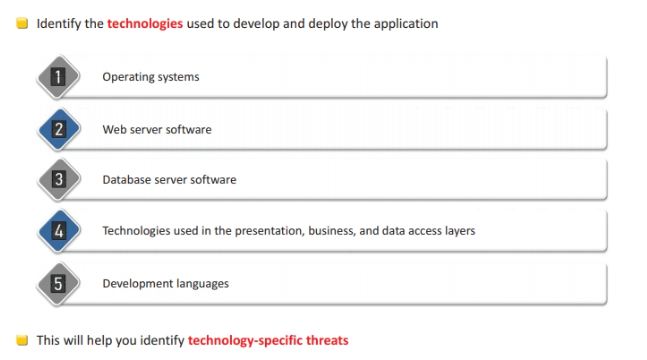 Identify the technologies used to develop and deploy the application
1 Operating systems
2 Web server software
3 Database server software
4 Technologies used in the presentation, business, and data access layers
5 Development languages
This will help you identify technology-specific threats